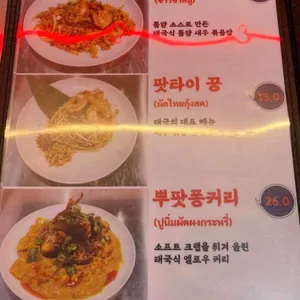 똠얌 소스로 만든
태국식 똠얌 새우 볶음밥
팟타이 꿍
(ผัดไทยกุ้งสด)
15.0
태국의 대표 메뉴
뿌팟퐁커리
(ปูนิ่มผัดผงกะหรี่)
26.0
소프트 크랩을 튀겨 올린
태국식 옐로우 커리